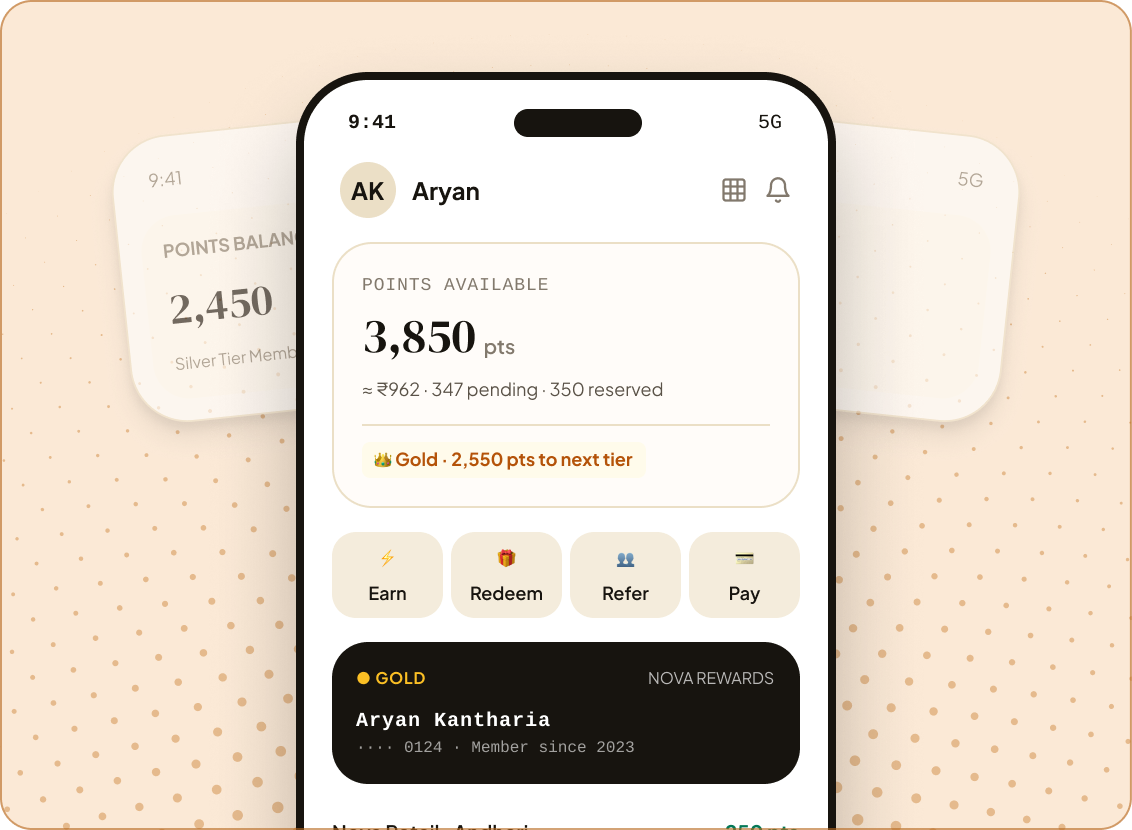 9:41
5G
9:41
5G
AK Aryan
POINTS BALAN
2,450
Silver Tier Memb
POINTS AVAILABLE
3,850 pts
≈ ₹962 · 347 pending · 350 reserved
Gold · 2,550 pts to next tier
Earn
Redeem
Refer
Pay
GOLD
NOVA REWARDS
Aryan Kantharia
···· 0124 · Member since 2023